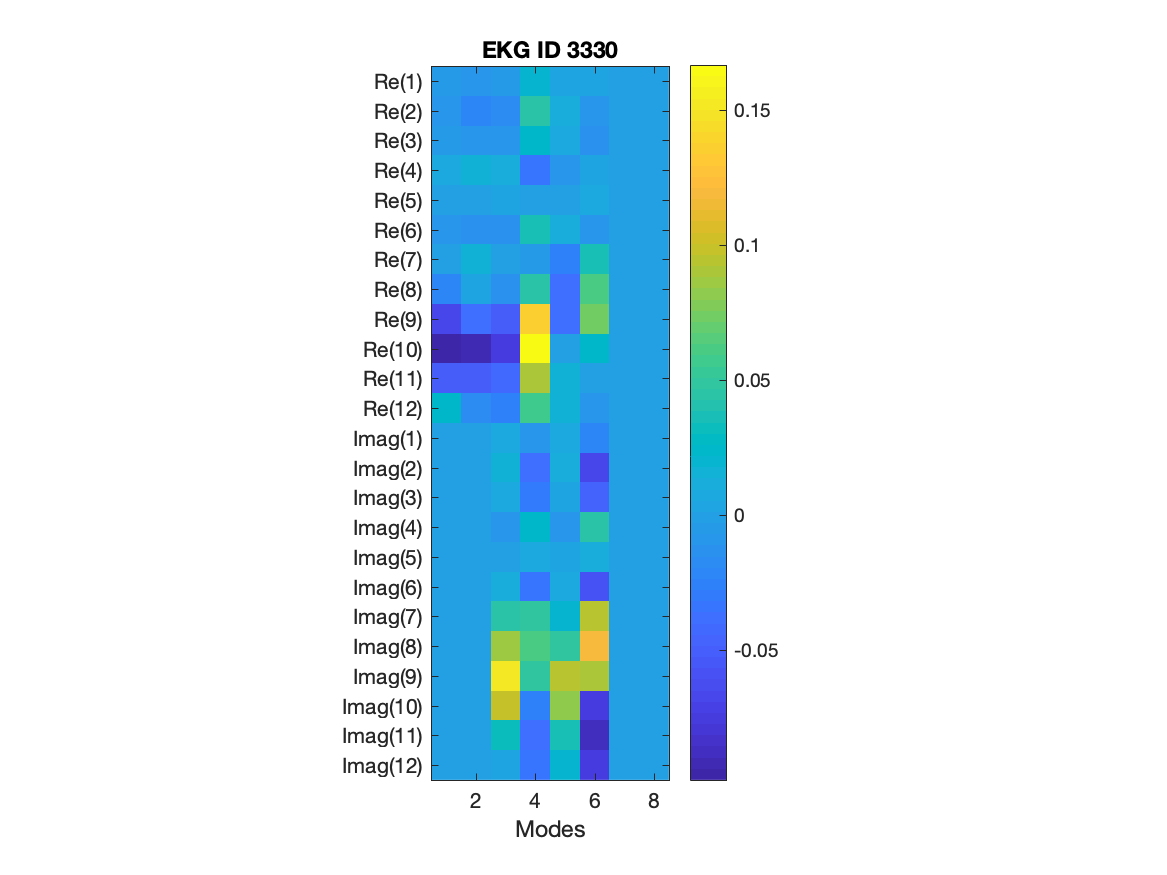 EKG ID 3330
Re(1)
Re(2)
Re(3)
Re(4)
Re(5)
Re(6)
Re(7)
Re(8)
Re(9)
Re(10)
Re(11)
Re(12)
Imag(1)
Imag(2)
Imag(3)
Imag(4)
Imag(5)
Imag(6)
Imag(7)
Imag(8)
Imag(9)
Imag(10)
Imag(11)
Imag(12)
2 4 6 8
Modes
0.15
0.1
0.05
0
-0.05